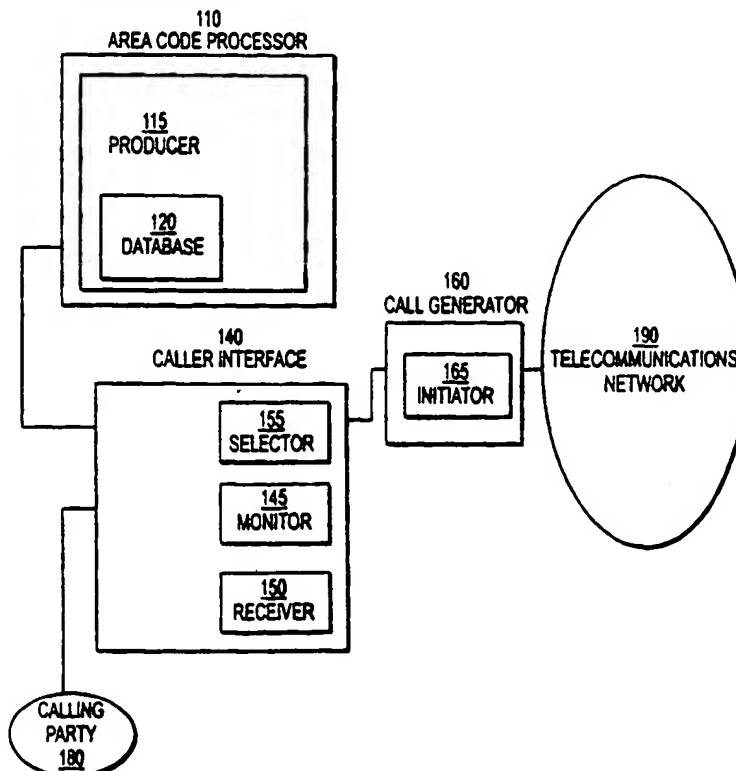 110
AREA CODE PROCESSOR
115
PRODUCER
120
DATABASE
140
CALLER INTERFACE
155
SELECTOR
145
MONITOR
150
RECEIVER
160
CALL GENERATOR
165
INITIATOR
190
TELECOMMUNICATIONS
NETWORK
CALLING
PARTY
180